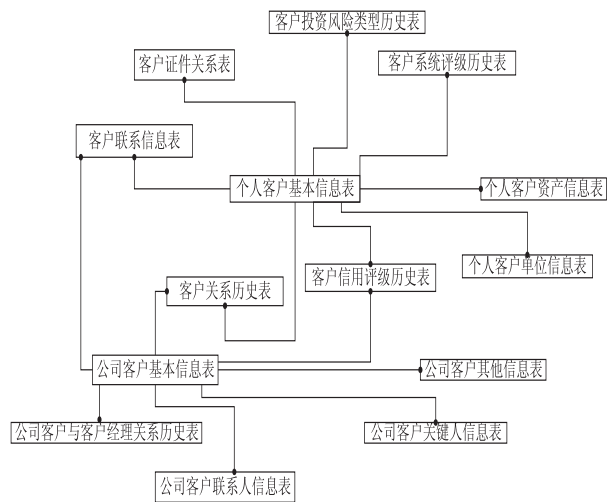 客户投资风险类型历史表
客户证件关系表
客户系统评级历史表
客户联系信息表
个人客户基本信息表
个人客户资产信息表
个人客户单位信息表
客户信用评级历史表
客户关系历史表
公司客户基本信息表
公司客户其他信息表
公司客户与客户经理关系历史表
公司客户关键人信息表
公司客户联系人信息表